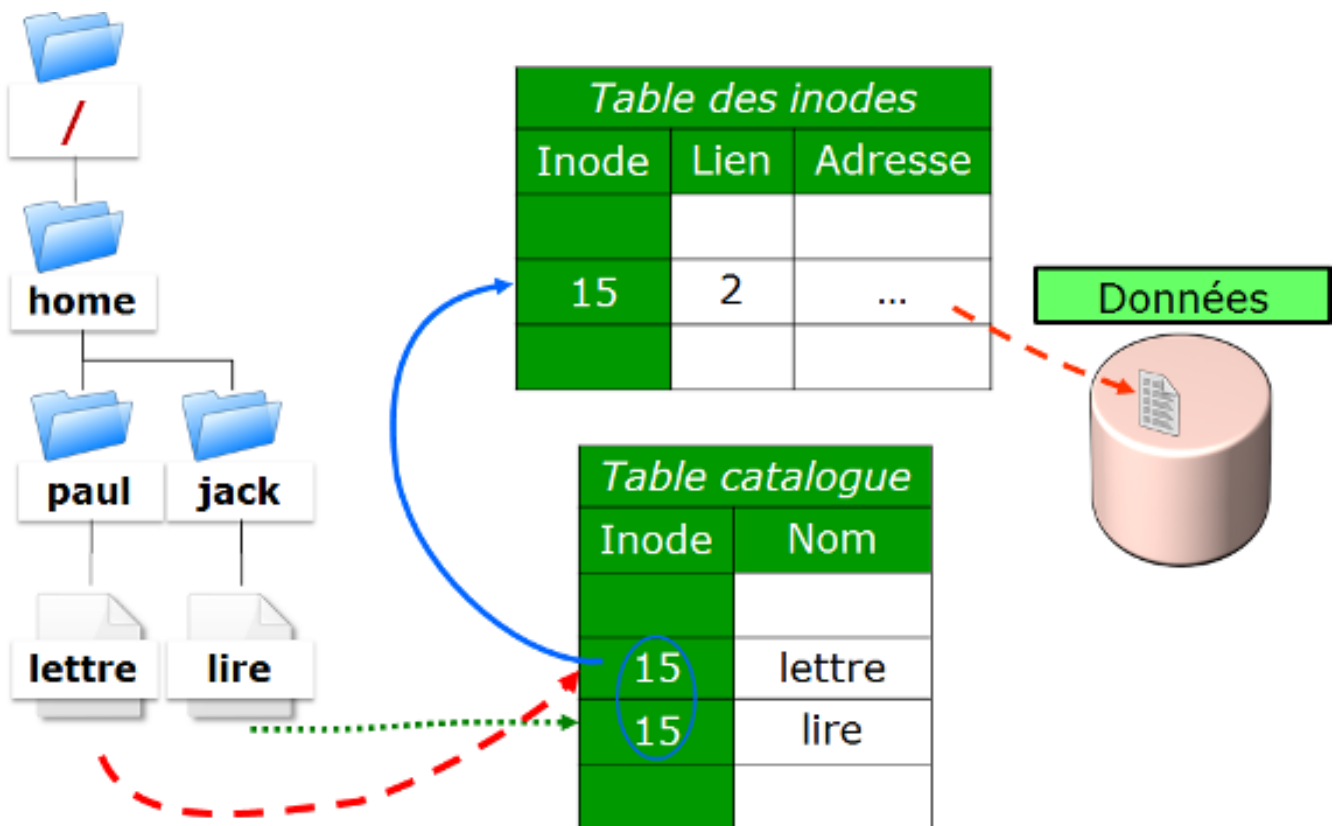 /
home
paul jack
lettre lire
Table des inodes
Inode Lien Adresse
15 2 ...
Données
Table catalogue
Inode Nom
15 lettre
15 lire